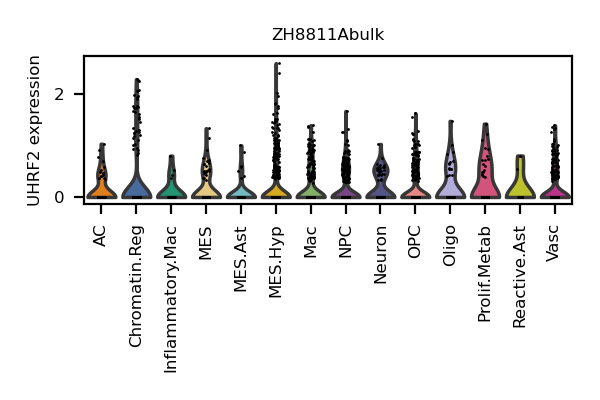 ZH8811Abulk
UHRF2 expression
2
0
AC
Chromatin.Reg
Inflammatory.Mac
MES
MES.Ast
MES.Hyp
Mac
NPC
Neuron
OPC
Oligo
Prolif.Metab
Reactive.Ast
Vasc